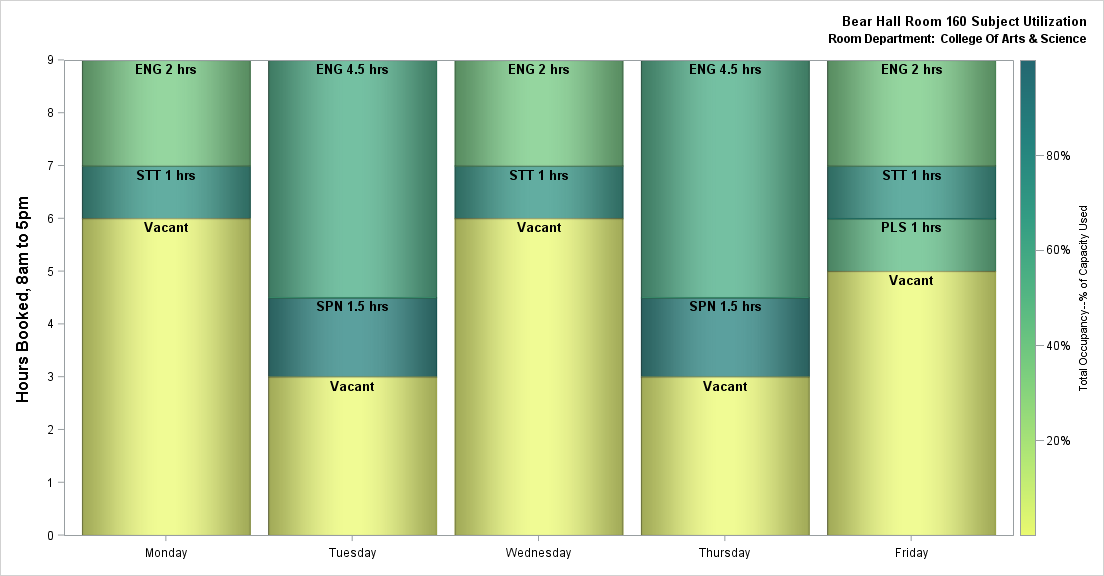 Bear Hall Room 160 Subject Utilization
Room Department: College Of Arts & Science
Hours Booked, 8am to 5pm
9
8
7
6
5
4
3
2
1
0
ENG 2 hrs
STT 1 hrs
Vacant
ENG 4.5 hrs
SPN 1.5 hrs
Vacant
ENG 2 hrs
STT 1 hrs
Vacant
ENG 4.5 hrs
SPN 1.5 hrs
Vacant
ENG 2 hrs
STT 1 hrs
PLS 1 hrs
Vacant
Monday
Tuesday
Wednesday
Thursday
Friday
80%
60%
40%
20%
Total Occupancy--% of Capacity Used